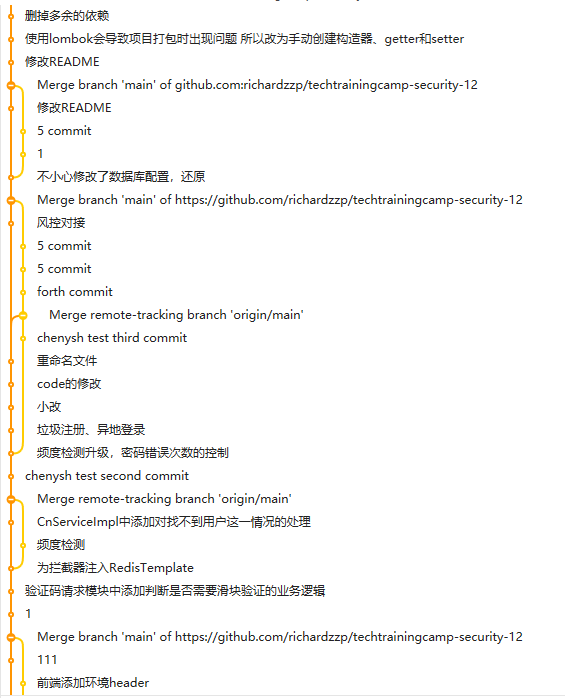 删掉多余的依赖
使用lombok会导致项目打包时出现问题 所以改为手动创建构造器、getter和setter
修改README
Merge branch 'main' of github.com:richardzzp/techtrainingcamp-security-12
修改README
5 commit
1
不小心修改了数据库配置，还原
Merge branch 'main' of https://github.com/richardzzp/techtrainingcamp-security-12
风控对接
5 commit
5 commit
forth commit
Merge remote-tracking branch 'origin/main'
chenysh test third commit
重命名文件
code的修改
小改
垃圾注册、异地登录
频度检测升级，密码错误次数的控制
chenysh test second commit
Merge remote-tracking branch 'origin/main'
CnServiceImpl中添加对找不到用户这一情况的处理
频度检测
为拦截器注入RedisTemplate
验证码请求模块中添加判断是否需要滑块验证的业务逻辑
1
Merge branch 'main' of https://github.com/richardzzp/techtrainingcamp-security-12
111
前端添加环境header